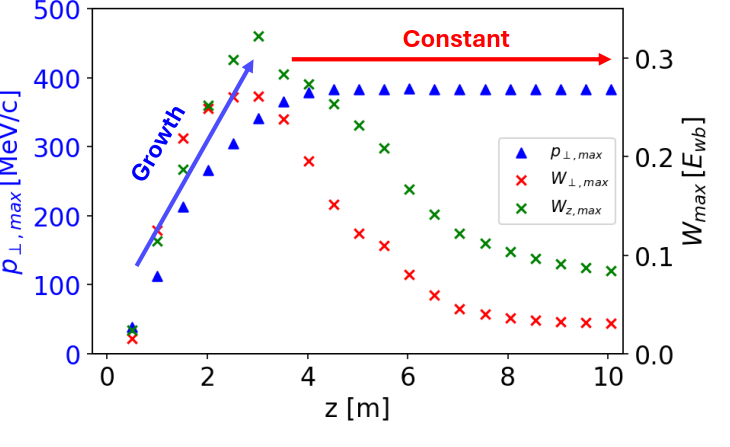 500
400
300
200
100
0
p⊥,max [MeV/c]
Growth
Constant
0.3
0.2
0.1
0.0
Wmax [Ewb]
p⊥,max
W⊥,max
Wz,max
0 2 4 6 8 10
z [m]